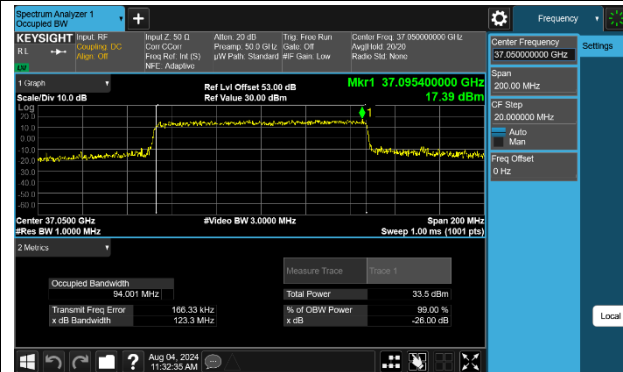 Spectrum Analyzer 1
Occupied BW
Frequency
KEYSIGHT
RL
Input: RF
Coupling: DC
Align: Off
Input Z: 50 Ω
Corr CCorr
Freq Ref: Int (S)
NFE: Adaptive
Atten: 20 dB
Preamp: 50.0 GHz
µW Path: Standard
Trig: Free Run
Gate: Off
#IF Gain: Low
Center Freq: 37.050000000 GHz
Avg|Hold: 20/20
Radio Std: None
Center Frequency
37.050000000 GHz
Settings
Span
200.00 MHz
CF Step
20.000000 MHz
Auto
Man
Freq Offset
0 Hz
Local
1 Graph
Scale/Div 10.0 dB
Ref Lvl Offset 53.00 dB
Ref Value 30.00 dBm
Mkr1 37.095400000 GHz
17.39 dBm
Log
20.0
10.0
0.00
-10.0
-20.0
-30.0
-40.0
-50.0
-60.0
1
Center 37.0500 GHz
#Video BW 3.0000 MHz
Span 200 MHz
#Res BW 1.0000 MHz
Sweep 1.00 ms (1001 pts)
2 Metrics
Measure Trace
Trace 1
Occupied Bandwidth
94.001 MHz
Total Power
33.5 dBm
Transmit Freq Error
166.33 kHz
% of OBW Power
99.00 %
x dB Bandwidth
123.3 MHz
x dB
-26.00 dB
?
Aug 04, 2024
11:32:35 AM